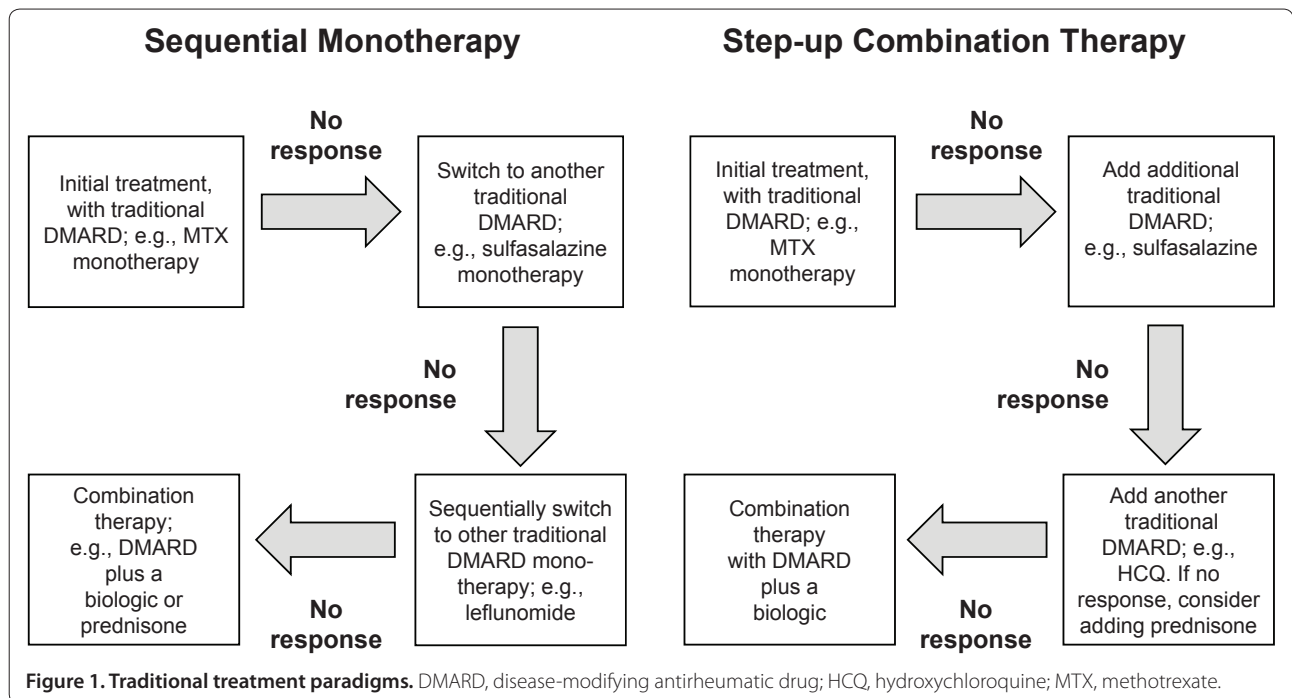 Sequential Monotherapy
No
response
Initial treatment,
with traditional
DMARD; e.g., MTX
monotherapy
Switch to another
traditional
DMARD;
e.g., sulfasalazine
monotherapy
No
response
Sequentially switch
to other traditional
DMARD mono-
therapy; e.g.,
leflunomide
No
response
Combination
therapy;
e.g., DMARD
plus a
biologic or
prednisone
Step-up Combination Therapy
No
response
Initial treatment,
with traditional
DMARD; e.g.,
MTX
monotherapy
Add additional
traditional
DMARD;
e.g., sulfasalazine
No
response
Add another
traditional
DMARD; e.g.,
HCQ. If no
response, consider
adding prednisone
No
response
Combination
therapy
with DMARD
plus a
biologic
Figure 1. Traditional treatment paradigms. DMARD, disease-modifying antirheumatic drug; HCQ, hydroxychloroquine; MTX, methotrexate.